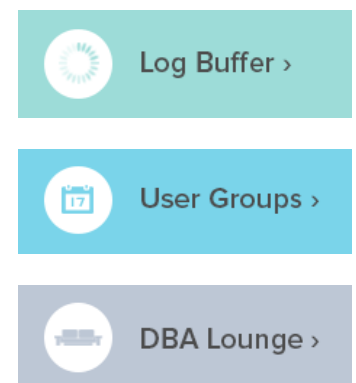 Log Buffer ›
17
User Groups ›
DBA Lounge ›